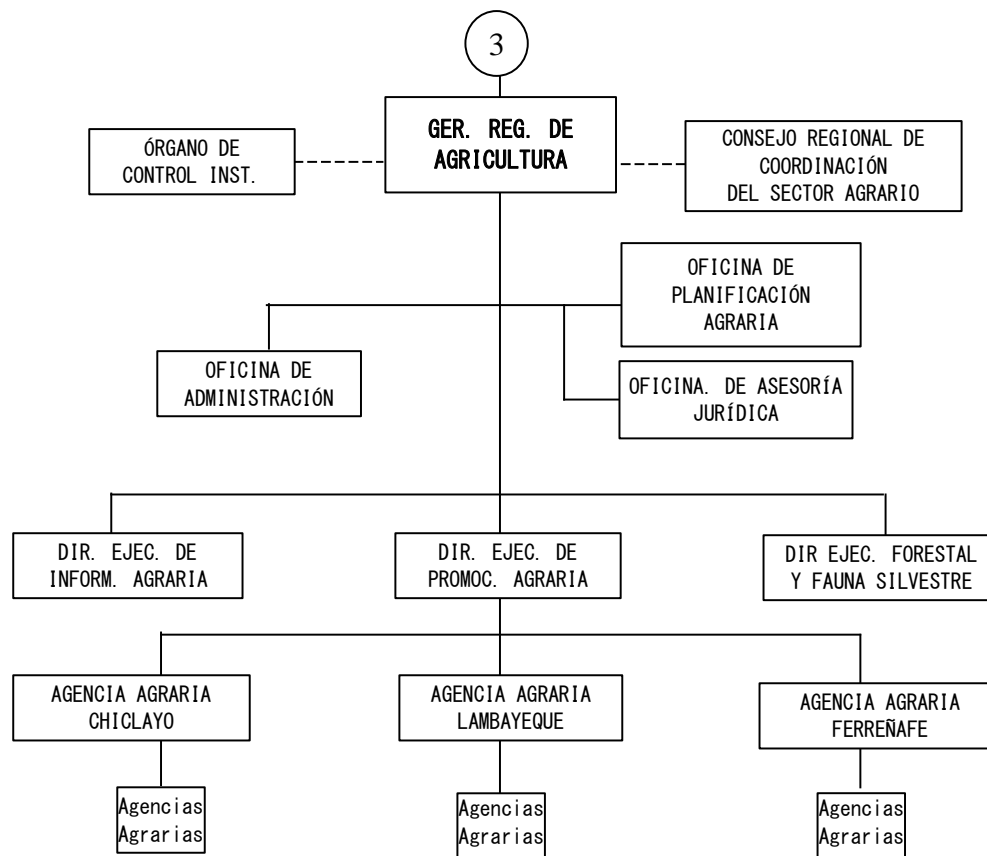 3
GER. REG. DE
AGRICULTURA
ÓRGANO DE
CONTROL INST.
CONSEJO REGIONAL DE
COORDINACIÓN
DEL SECTOR AGRARIO
OFICINA DE
PLANIFICACIÓN
AGRARIA
OFICINA DE
ADMINISTRACIÓN
OFICINA. DE ASESORÍA
JURÍDICA
DIR. EJEC. DE
INFORM. AGRARIA
DIR. EJEC. DE
PROMOC. AGRARIA
DIR EJEC. FORESTAL
Y FAUNA SILVESTRE
AGENCIA AGRARIA
CHICLAYO
AGENCIA AGRARIA
LAMBAYEQUE
AGENCIA AGRARIA
FERREÑAFE
Agencias
Agrarias
Agencias
Agrarias
Agencias
Agrarias